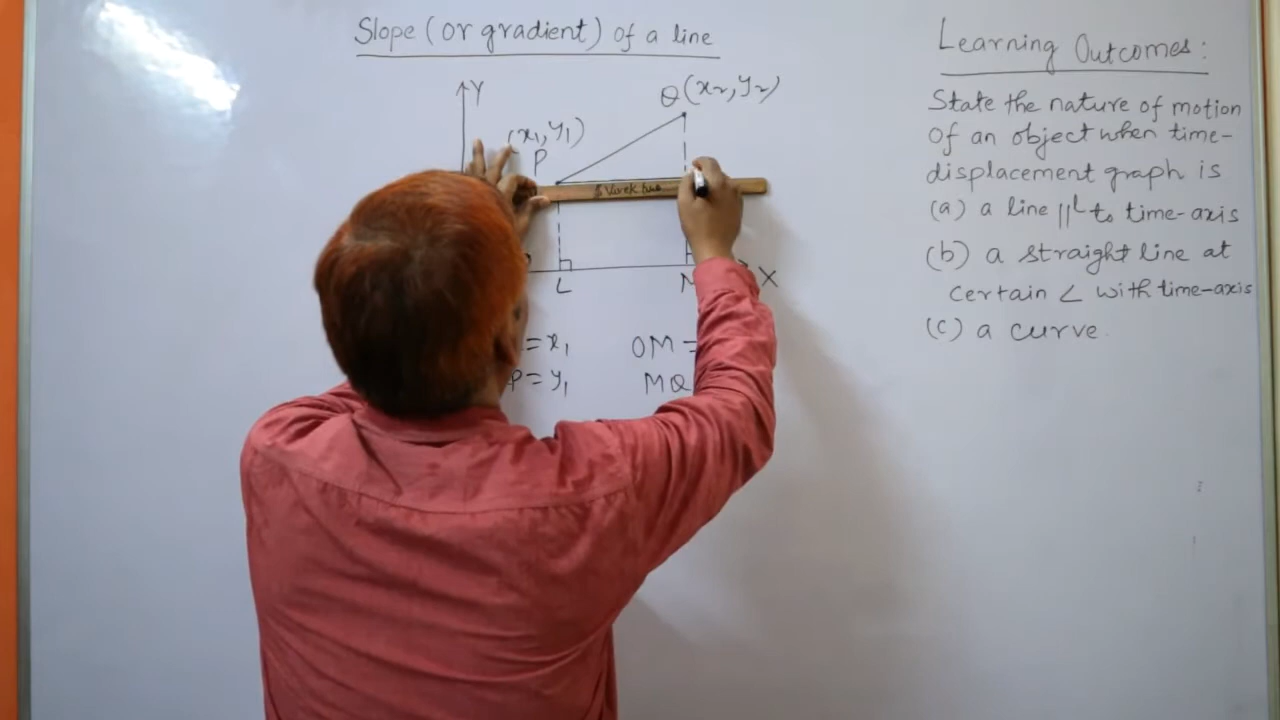 Slope (or gradient) of a line
Y
Q (x₂, y₂)
(x₁, y₁)
P
L
X
= x₁
OM =
P = y₁
MQ
Learning Outcomes :
State the nature of motion
of an object when time-
displacement graph is
(a) a line ||ᴸ to time-axis
(b) a straight line at
certain ∠ with time-axis
(c) a curve.